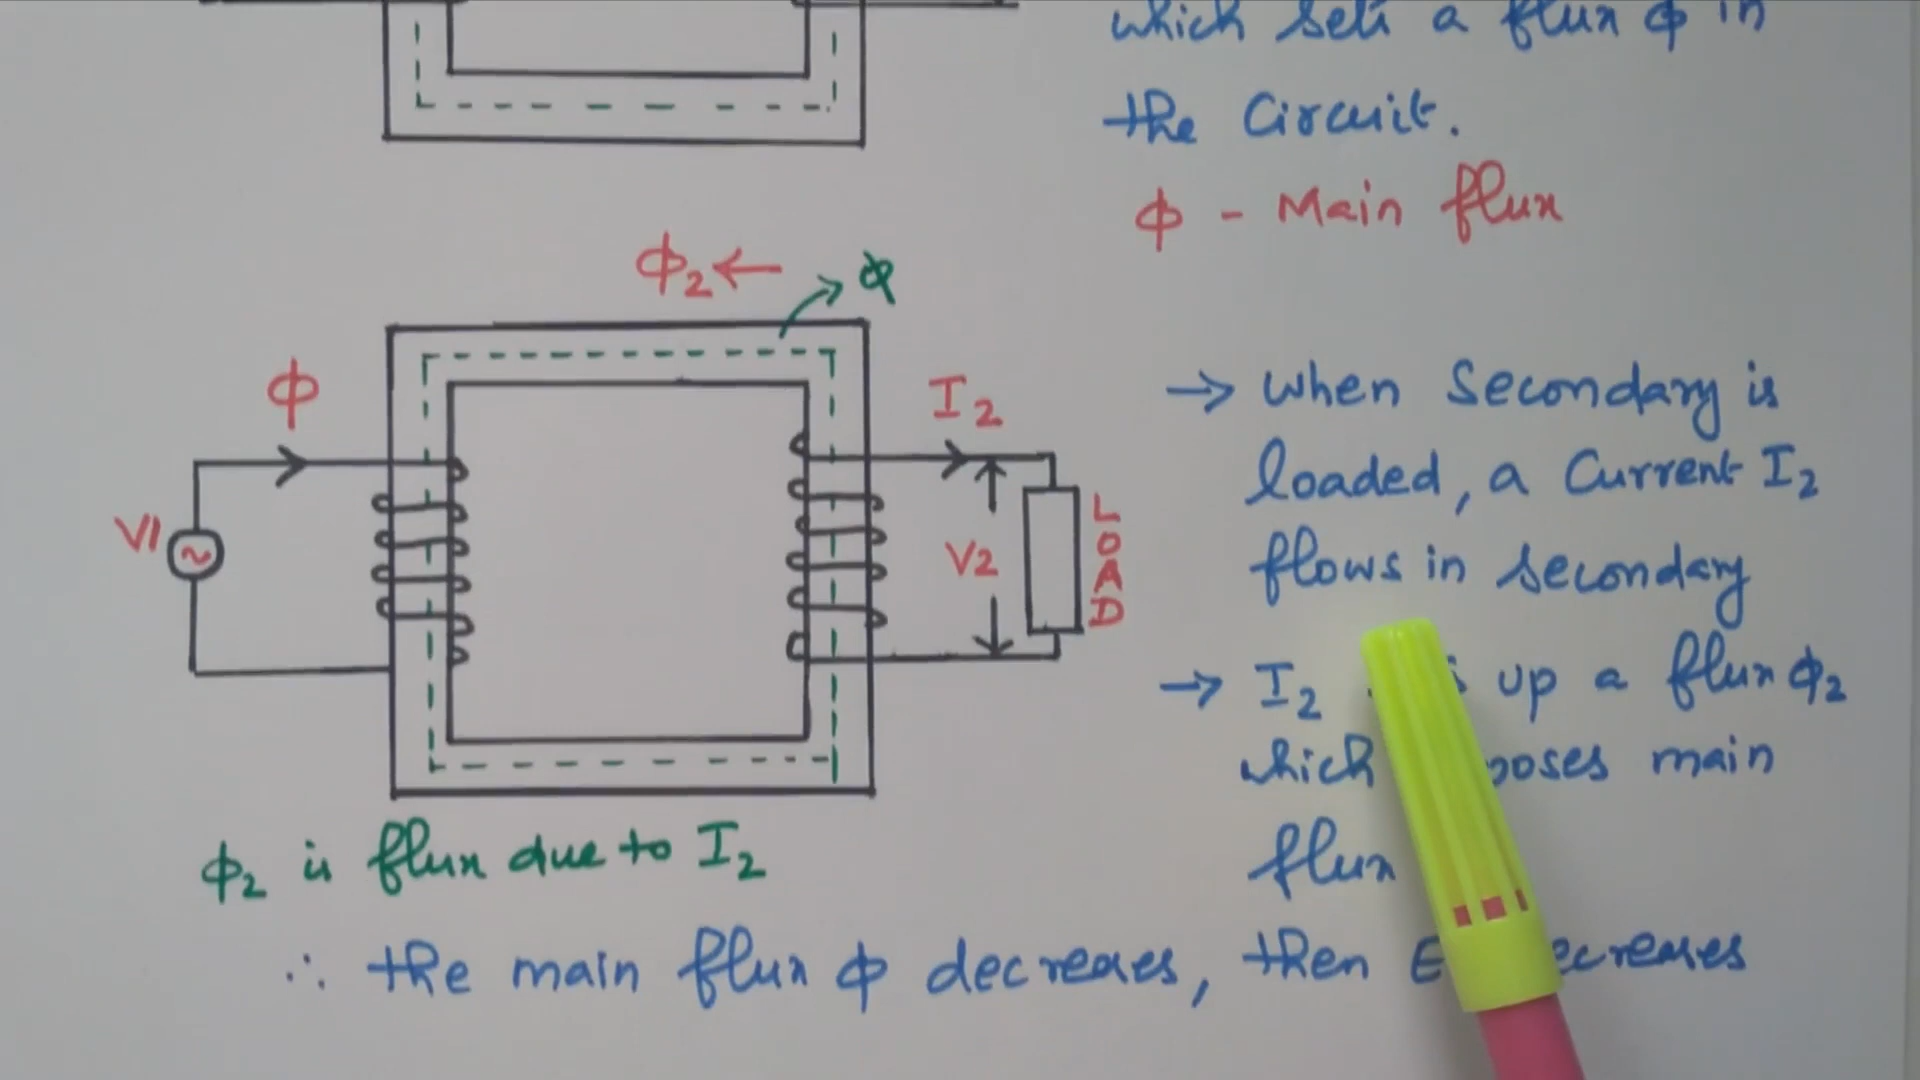 which sets a flux ϕ in
the Circuit.
ϕ - Main flux
ϕ2 ← ϕ
ϕ
I2
V1
V2
LOAD
→ When Secondary is
loaded, a Current I2
flows in secondary
→ I2 up a flux ϕ2
which main
flux
ϕ2 is flux due to I2
∴ the main flux ϕ decreases, then